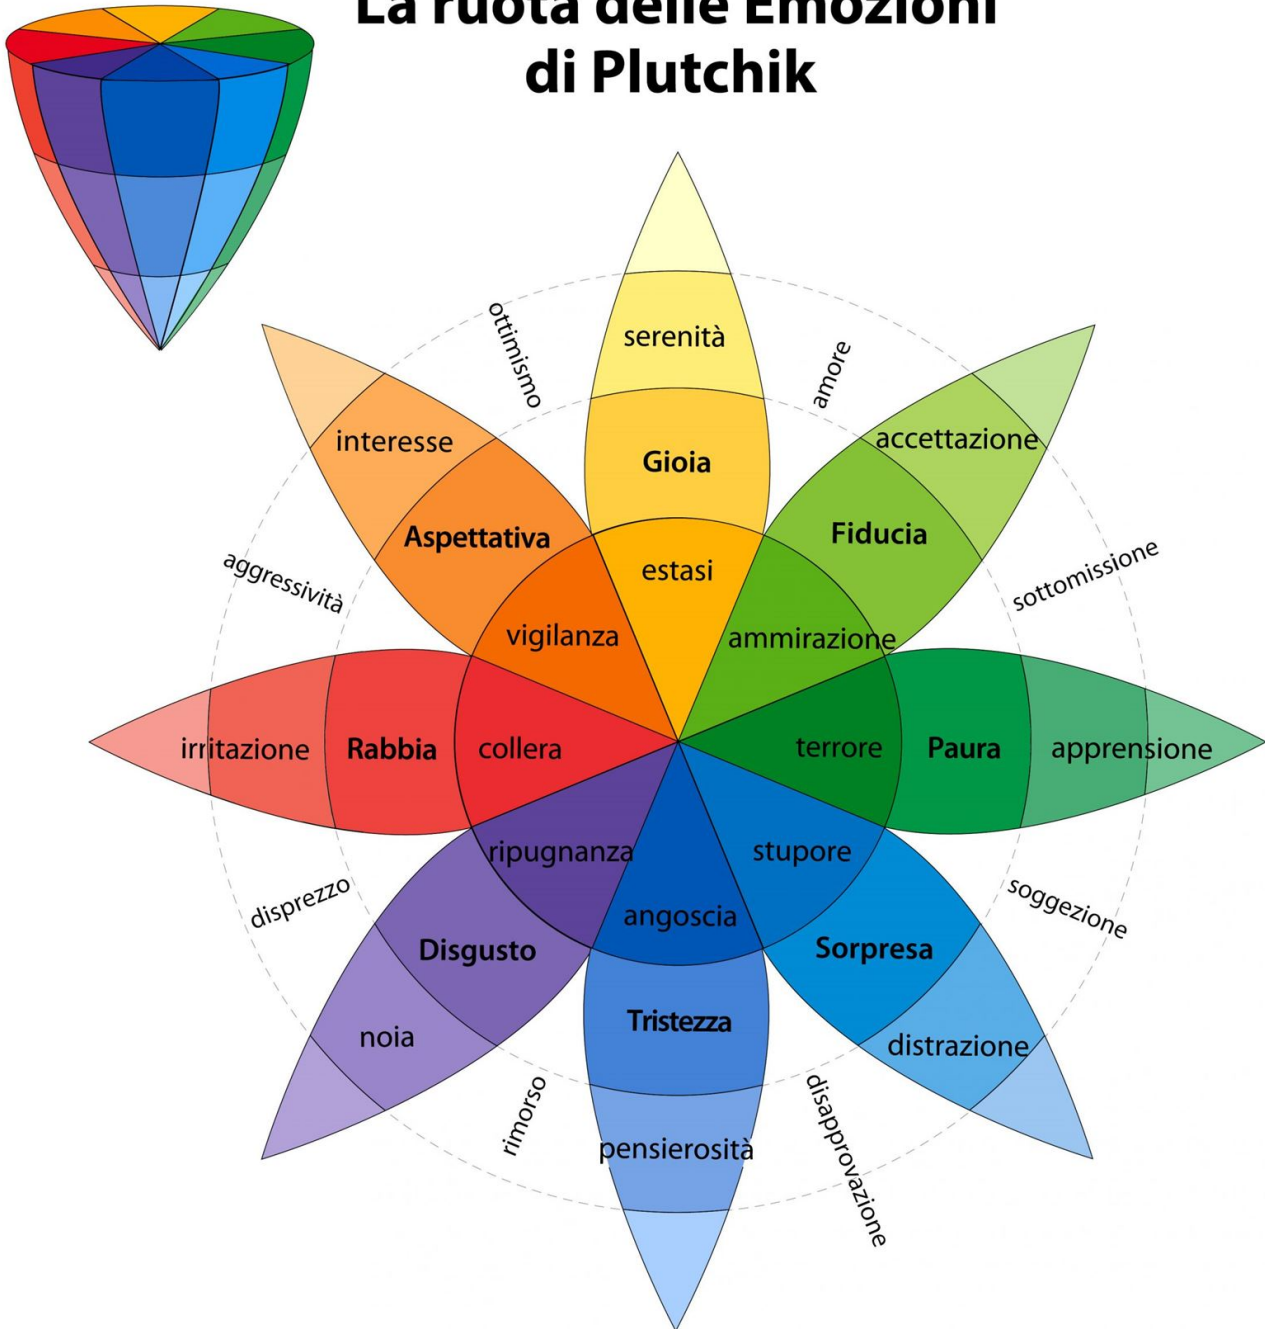 La ruota delle Emozioni
di Plutchik
serenità
ottimismo
amore
interesse
accettazione
Gioia
Aspettativa
Fiducia
estasi
aggressività
sottomissione
vigilanza
ammirazione
irritazione
Rabbia
collera
terrore
Paura
apprensione
ripugnanza
stupore
disprezzo
soggezione
angoscia
Disgusto
Sorpresa
Tristezza
noia
distrazione
rimorso
disapprovazione
pensierosità